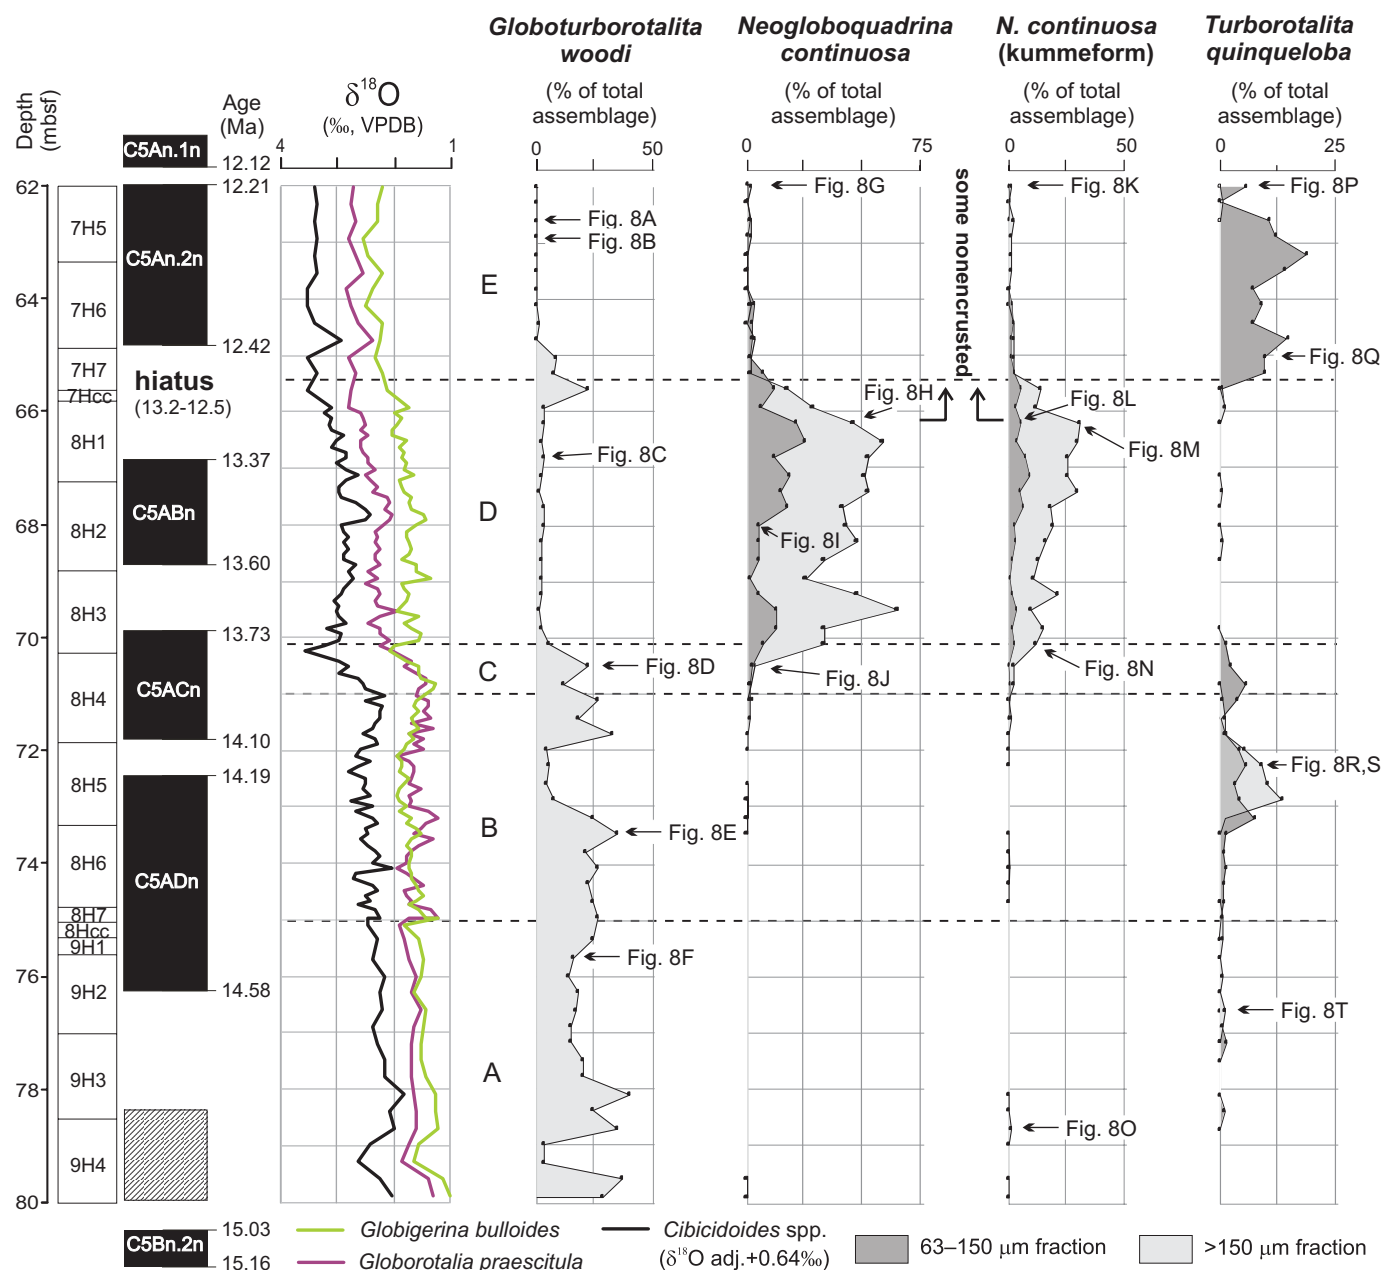 Globoturborotalita
woodi
Neogloboquadrina
continuosa
N. continuosa
(kummeform)
Turborotalita
quinqueloba
Depth
(mbsf)
Age
(Ma)
δ¹⁸O
(‰, VPDB)
(% of total
assemblage)
(% of total
assemblage)
(% of total
assemblage)
(% of total
assemblage)
4 1
0 50
0 75
0 50
0 25
C5An.1n
12.12
62
12.21
7H5
C5An.2n
E
some nonencrusted
Fig. 8A
Fig. 8B
Fig. 8G
Fig. 8K
Fig. 8P
64
7H6
12.42
Fig. 8Q
7H7
7Hcc
hiatus
(13.2-12.5)
66
Fig. 8H
Fig. 8L
Fig. 8M
8H1
Fig. 8C
13.37
C5ABn
D
68
8H2
Fig. 8I
13.60
8H3
13.73
70
Fig. 8N
C
Fig. 8D
Fig. 8J
C5ACn
8H4
14.10
72
14.19
8H5
Fig. 8R,S
B
Fig. 8E
74
8H6
C5ADn
8H7
8Hcc
9H1
Fig. 8F
76
9H2
14.58
Fig. 8T
78
9H3
A
Fig. 8O
9H4
80
15.03
C5Bn.2n
15.16
Globigerina bulloides
Globorotalia praescitula
Cibicidoides spp.
(δ¹⁸O adj.+0.64‰)
63–150 μm fraction
>150 μm fraction